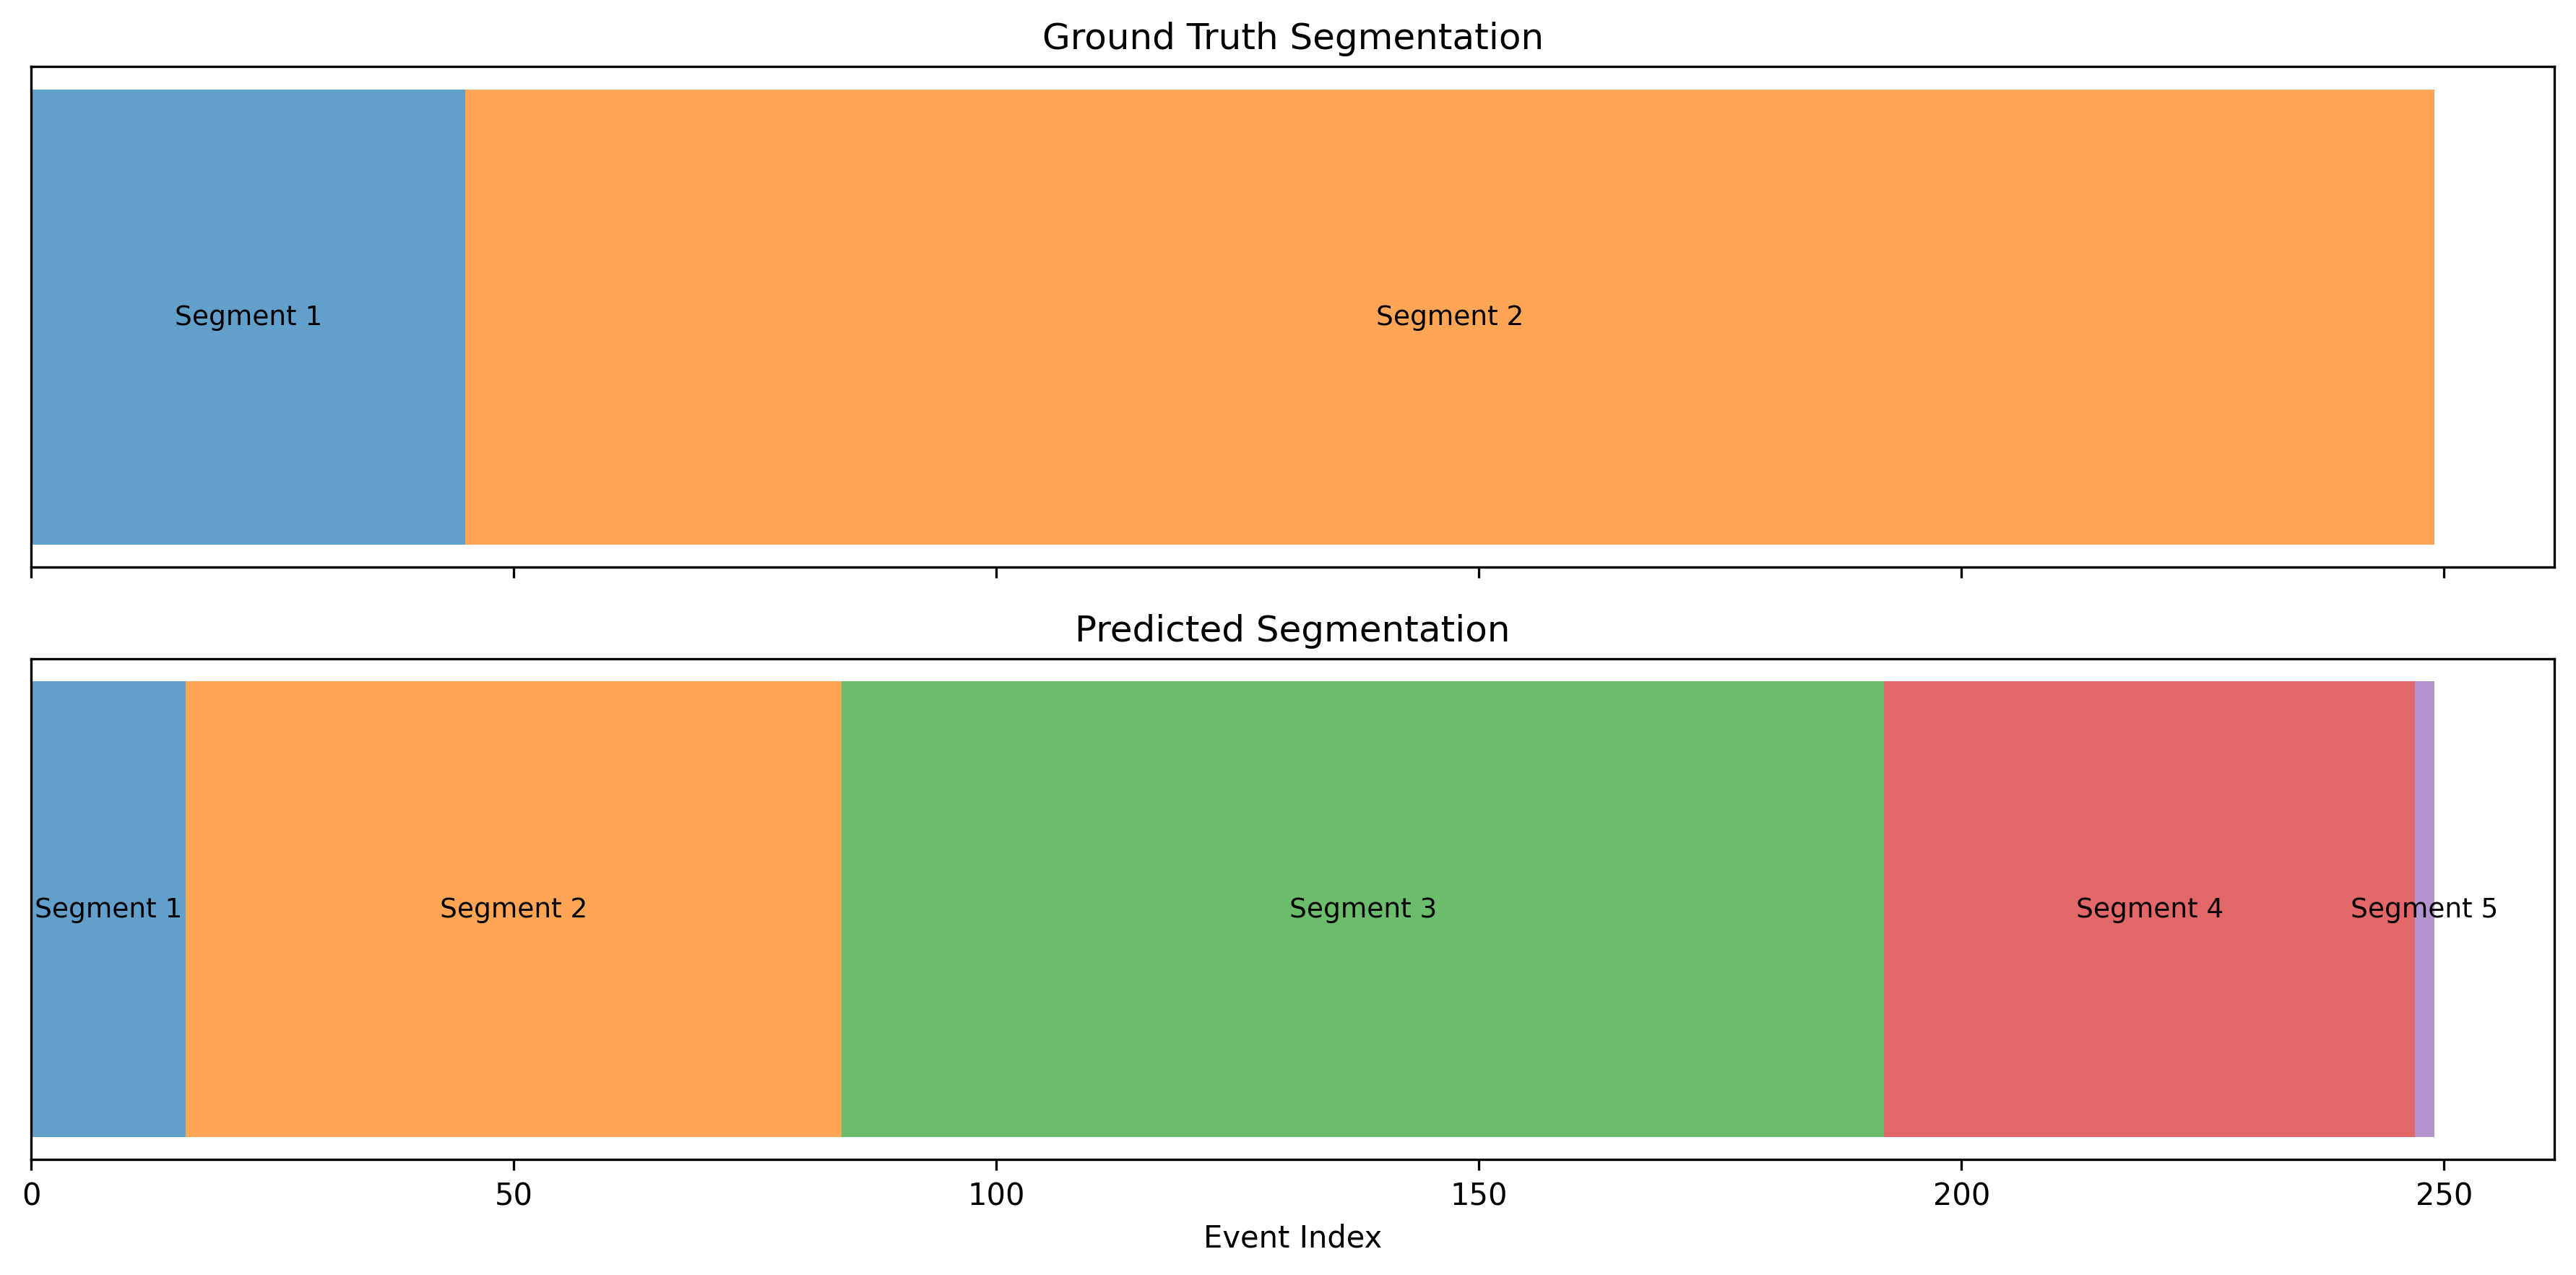 Ground Truth Segmentation
Segment 1 Segment 2
Predicted Segmentation
Segment 1 Segment 2 Segment 3 Segment 4 Segment 5
0 50 100 150 200 250
Event Index